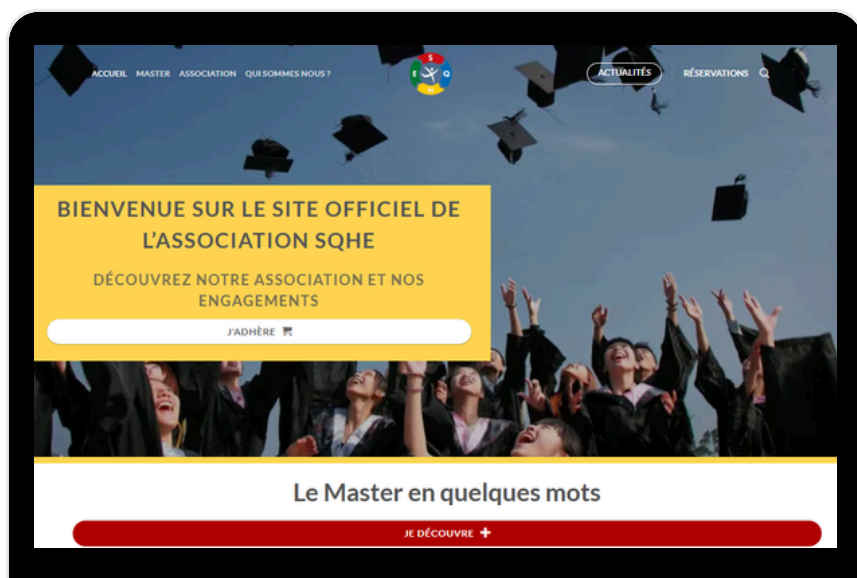 ACCUEIL MASTER ASSOCIATION QUI SOMMES NOUS ?
S
E Q
H
ACTUALITÉS RÉSERVATIONS
BIENVENUE SUR LE SITE OFFICIEL DE
L'ASSOCIATION SQHE
DÉCOUVREZ NOTRE ASSOCIATION ET NOS
ENGAGEMENTS
J'ADHÈRE
Le Master en quelques mots
JE DÉCOUVRE